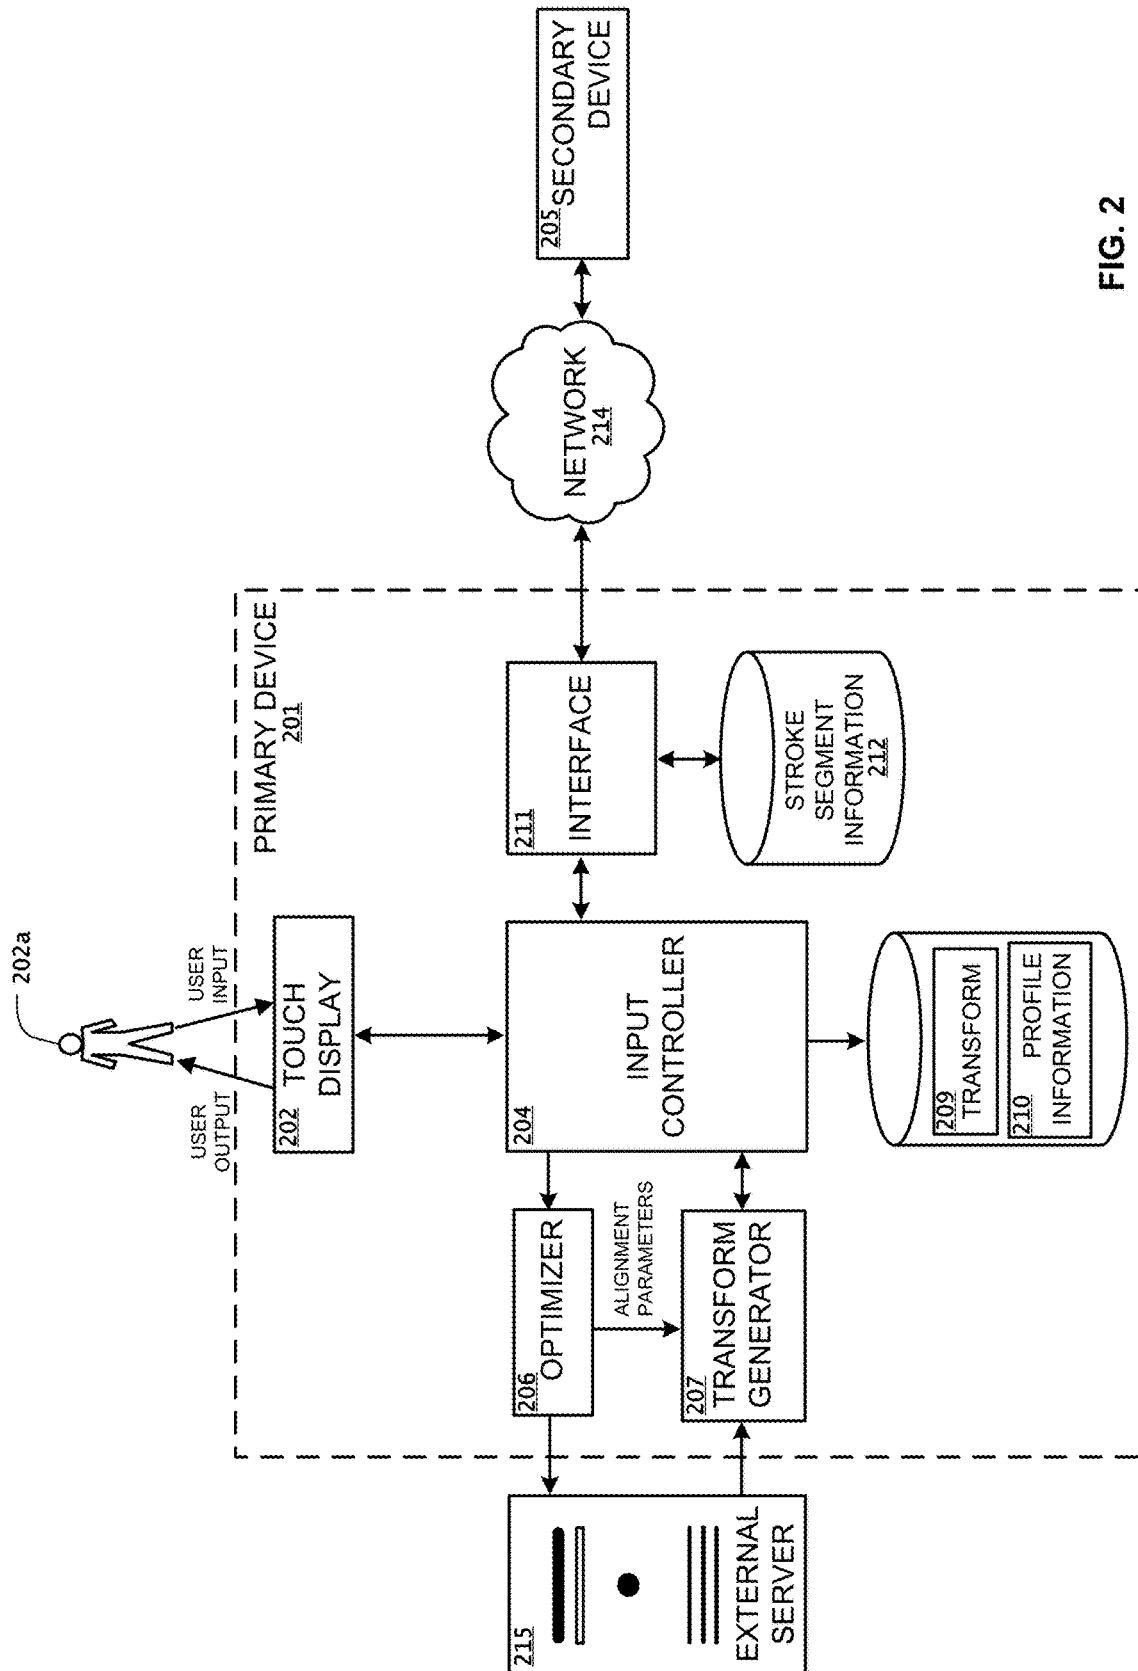 202a
USER
OUTPUT
USER
INPUT
PRIMARY DEVICE
201
202
TOUCH
DISPLAY
215
EXTERNAL
SERVER
206
OPTIMIZER
ALIGNMENT
PARAMETERS
207
TRANSFORM
GENERATOR
204
INPUT
CONTROLLER
211
INTERFACE
NETWORK
214
205
SECONDARY
DEVICE
209
TRANSFORM
210
PROFILE
INFORMATION
STROKE
SEGMENT
INFORMATION
212
FIG. 2